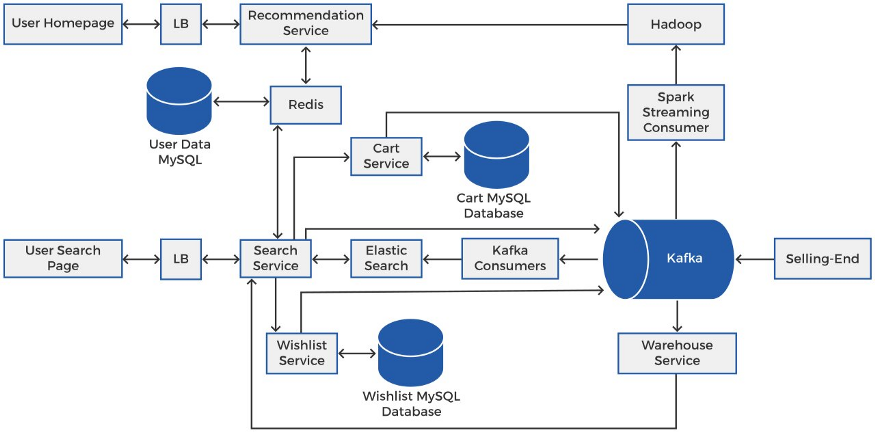 User Homepage
LB
Recommendation
Service
Hadoop
User Data
MySQL
Redis
Spark
Streaming
Consumer
Cart
Service
Cart MySQL
Database
User Search
Page
LB
Search
Service
Elastic
Search
Kafka
Consumers
Kafka
Selling-End
Wishlist
Service
Wishlist MySQL
Database
Warehouse
Service